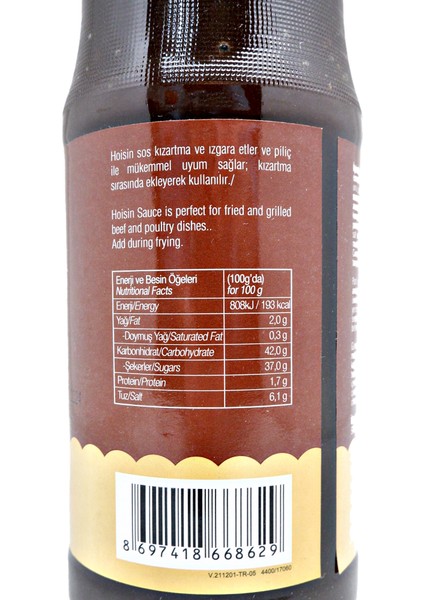 Hoisin sos kızartma ve ızgara etler ve piliç
ile mükemmel uyum sağlar; kızartma
sırasında ekleyerek kullanılır./
Hoisin Sauce is perfect for fried and grilled
beef and poultry dishes..
Add during frying.
Enerji ve Besin Öğeleri (100g'da)
Nutritional Facts for 100 g
Enerji/Energy 808kJ / 193 kcal
Yağ/Fat 2,0 g
-Doymuş Yağ/Saturated Fat 0,3 g
Karbonhidrat/Carbohydrate 42,0 g
-Şekerler/Sugars 37,0 g
Protein/Protein 1,7 g
Tuz/Salt 6,1 g
8 697418 668629
V.211201-TR-05 4400/17060